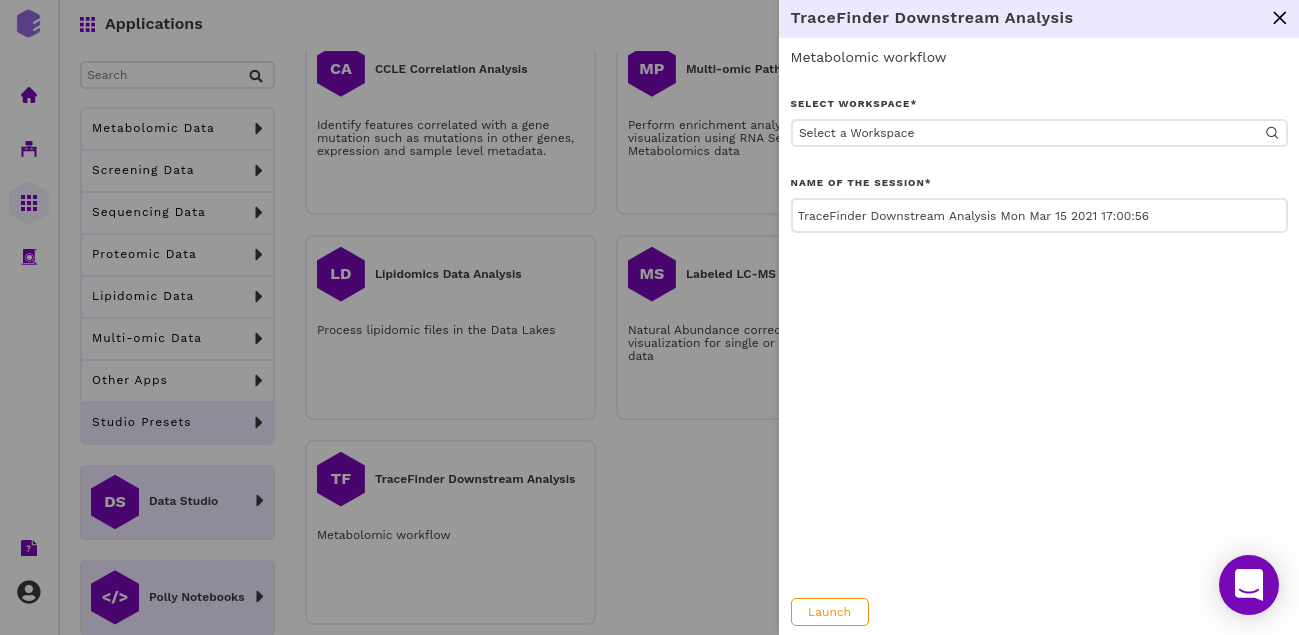 Applications
Search
Metabolomic Data
Screening Data
Sequencing Data
Proteomic Data
Lipidomic Data
Multi-omic Data
Other Apps
Studio Presets
DS
Data Studio
</>
Polly Notebooks
?
CA
CCLE Correlation Analysis
Identify features correlated with a gene
mutation such as mutations in other genes,
expression and sample level metadata.
MP
Multi-omic Path
Perform enrichment analy
visualization using RNA Se
Metabolomics data
LD
Lipidomics Data Analysis
Process lipidomic files in the Data Lakes
MS
Labeled LC-MS
Natural Abundance correc
visualization for single or
data
TF
TraceFinder Downstream Analysis
Metabolomic workflow
TraceFinder Downstream Analysis
Metabolomic workflow
SELECT WORKSPACE*
Select a Workspace
NAME OF THE SESSION*
TraceFinder Downstream Analysis Mon Mar 15 2021 17:00:56
Launch